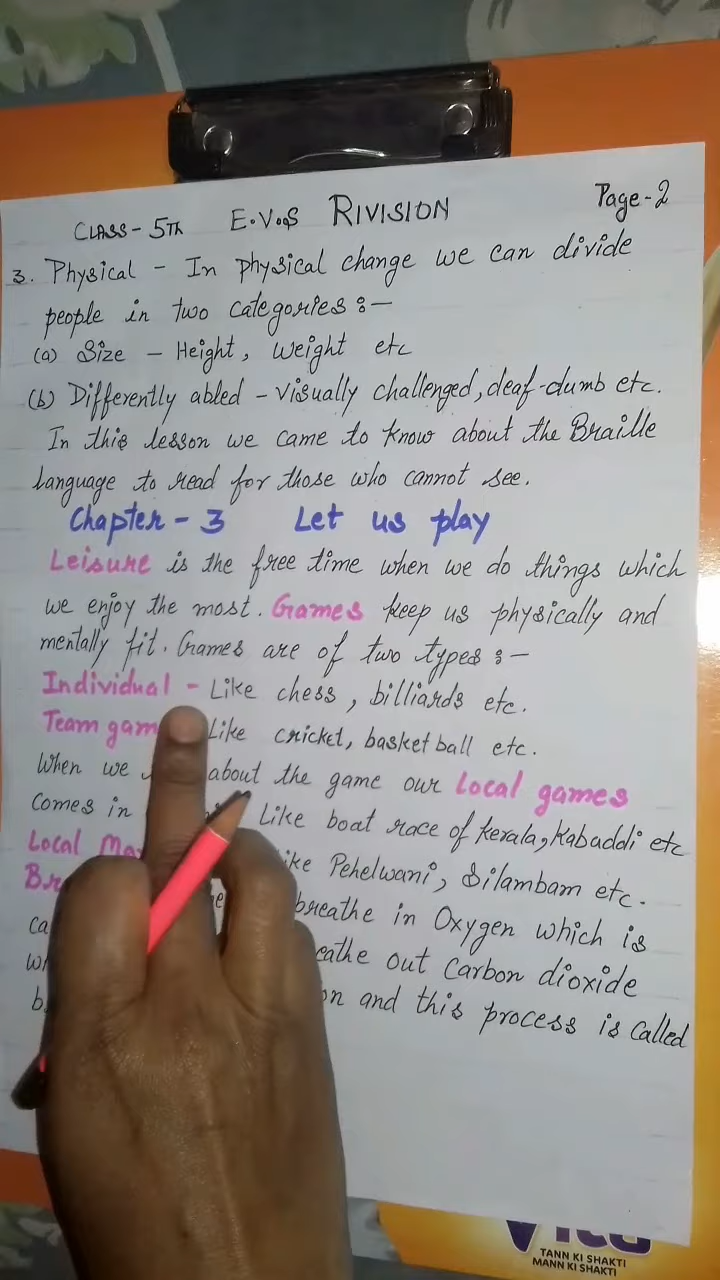 CLASS - 5TH E.V.S RIVISION Page-2
3. Physical - In physical change we can divide
people in two categories :-
(a) Size - Height, weight etc
(b) Differently abled - visually challenged, deaf-dumb etc.
In this lesson we came to know about the Braille
language to read for those who cannot see.
Chapter - 3 Let us play
Leisure is the free time when we do things which
we enjoy the most. Games keep us physically and
mentally fit. Games are of two types :-
Individual - Like chess, billiards etc.
Team Like cricket, basket ball etc.
When we about the game our Local games
Comes in Like boat race of Kerala, Kabaddi etc
Local Pehelwani, Silambam etc.
breathe in Oxygen which is
out Carbon dioxide
and this process is called
TANN KI SHAKTI
MANN KI SHAKTI